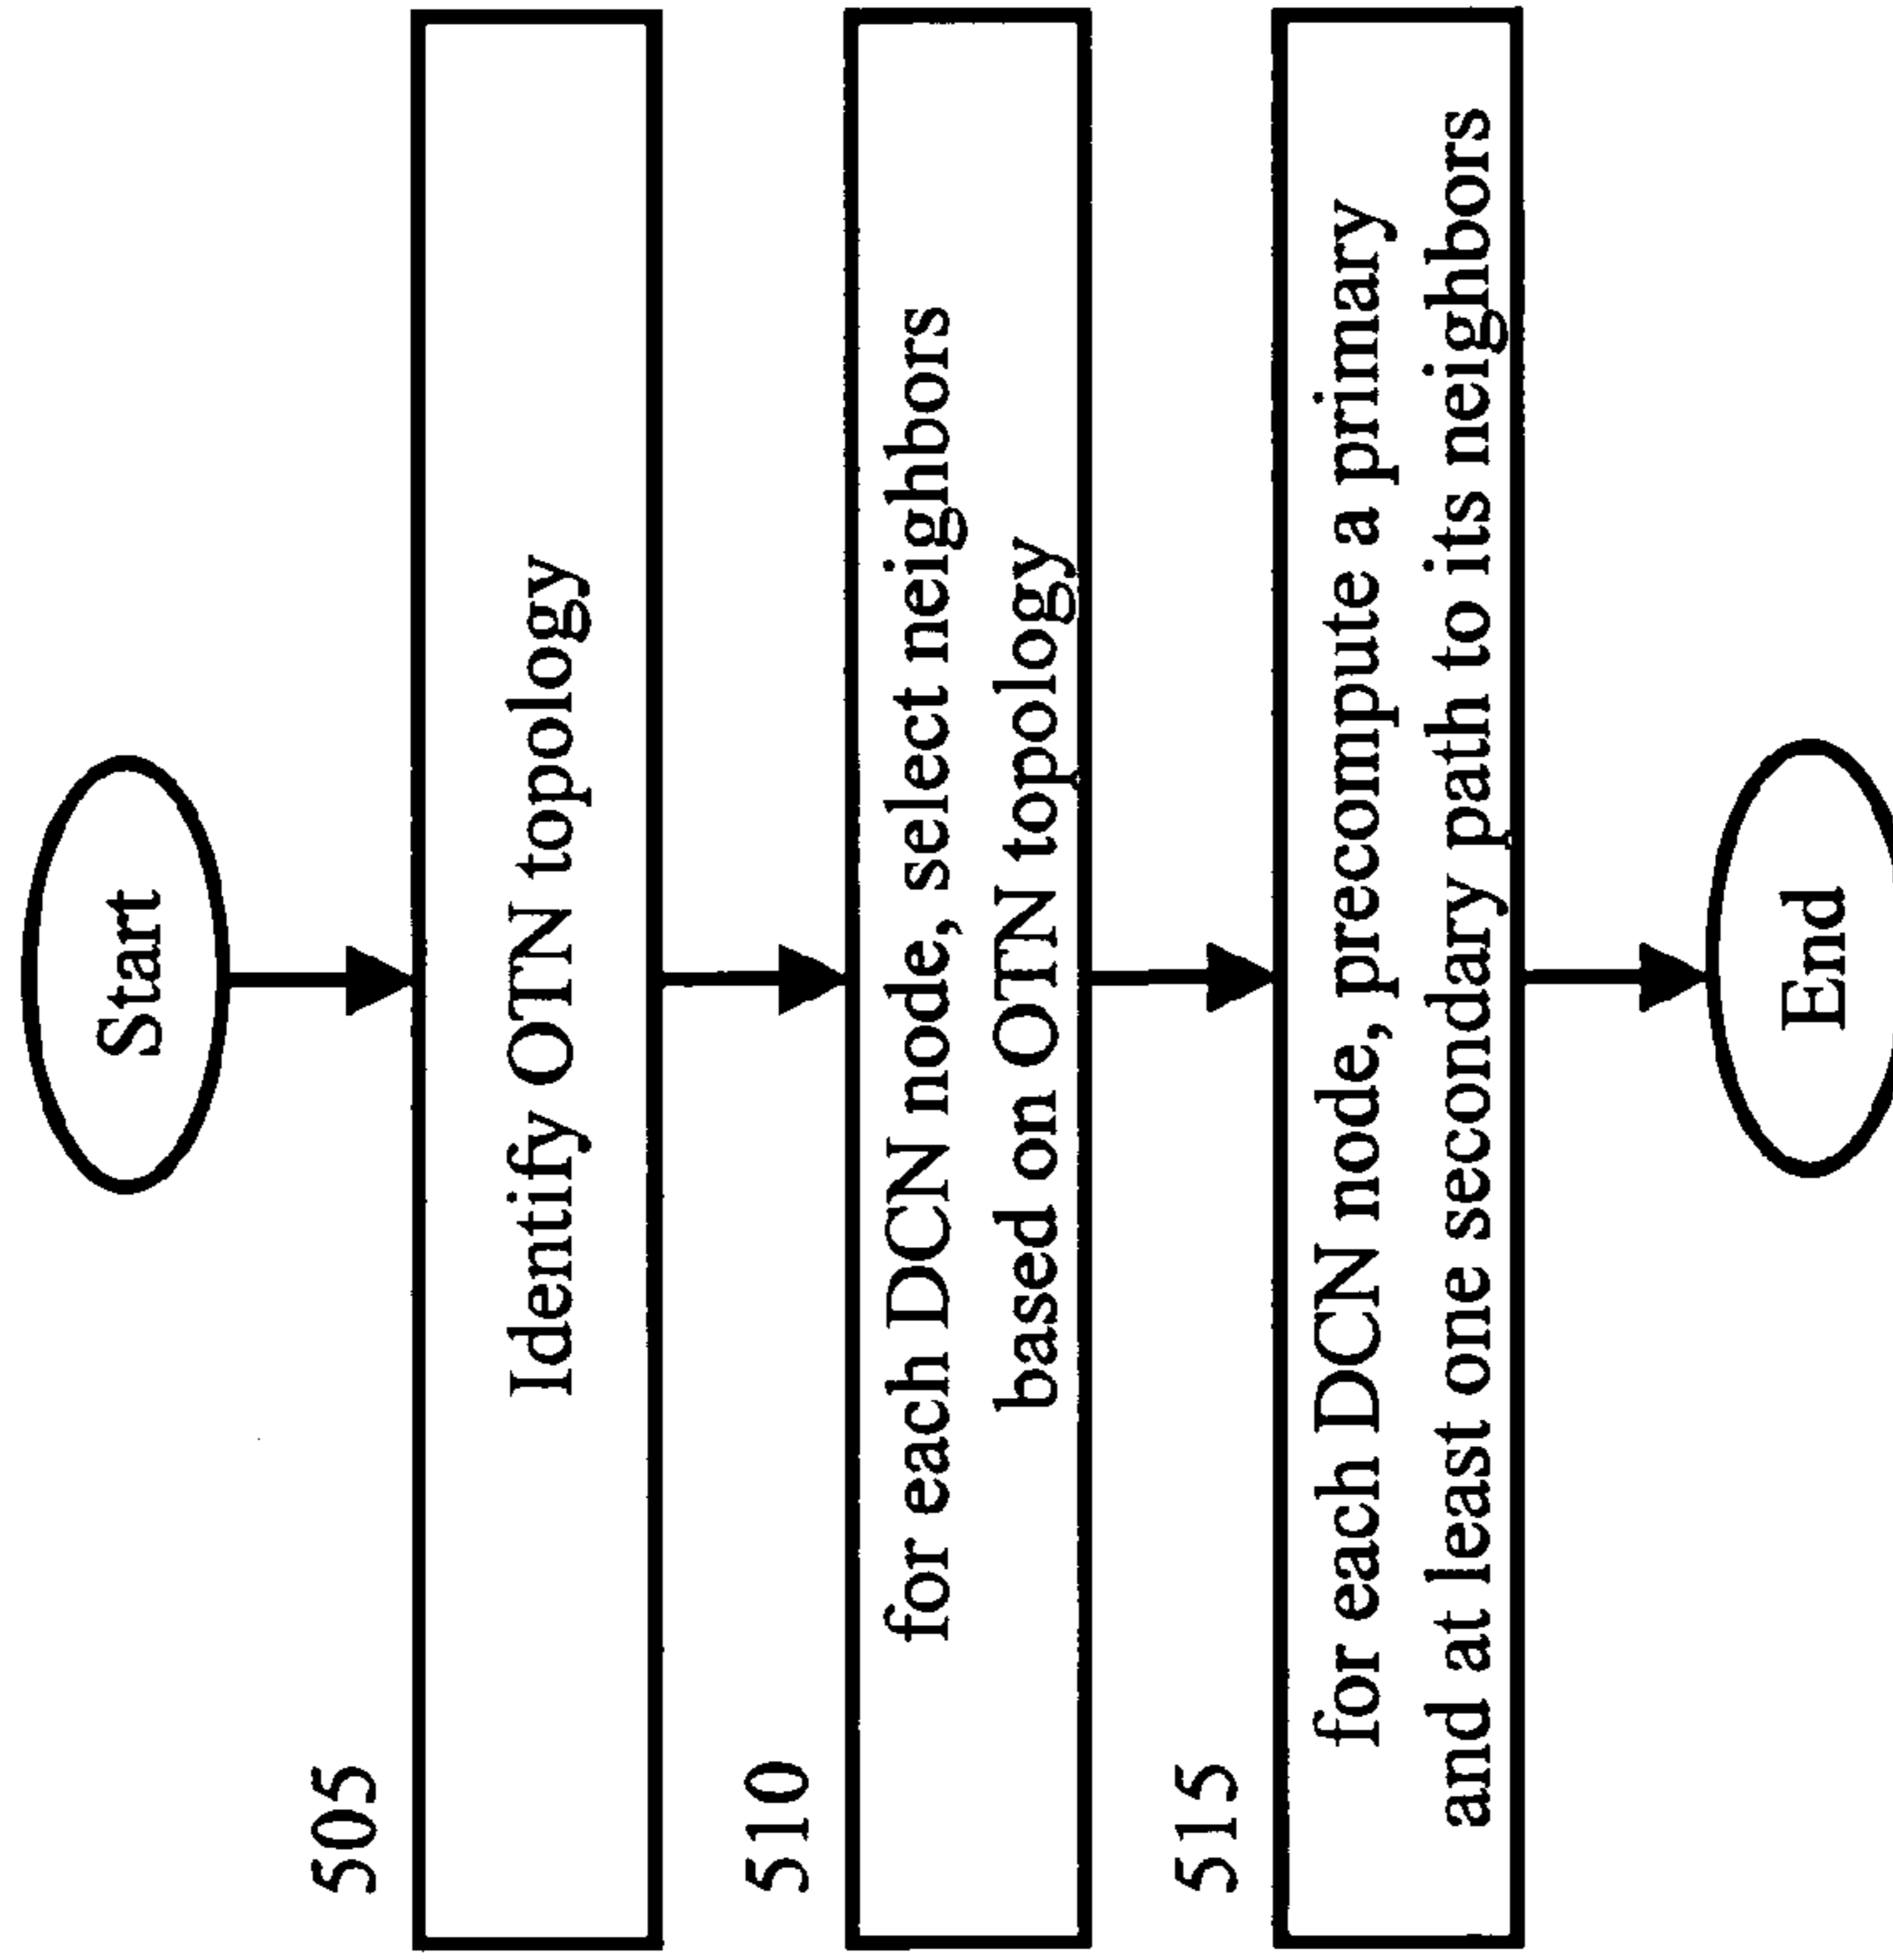 Start
505
Identify OTN topology
510
for each DCN node, select neighbors
based on OTN topology
515
for each DCN node, precompute a primary
and at least one secondary path to its neighbors
End